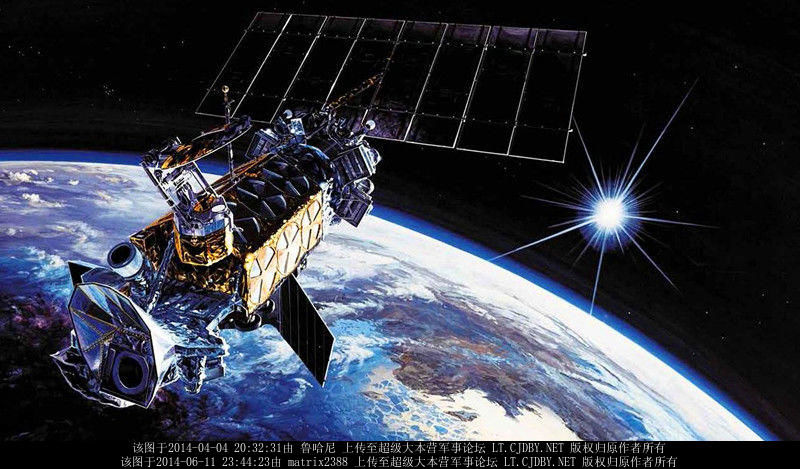 该图于2014-04-04 20:32:31由 鲁哈尼 上传至超级大本营军事论坛 LT.CJDBY.NET 版权归原作者所有
该图于2014-06-11 23:44:23由 matrix2388 上传至超级大本营军事论坛 LT.CJDBY.NET 版权归原作者所有